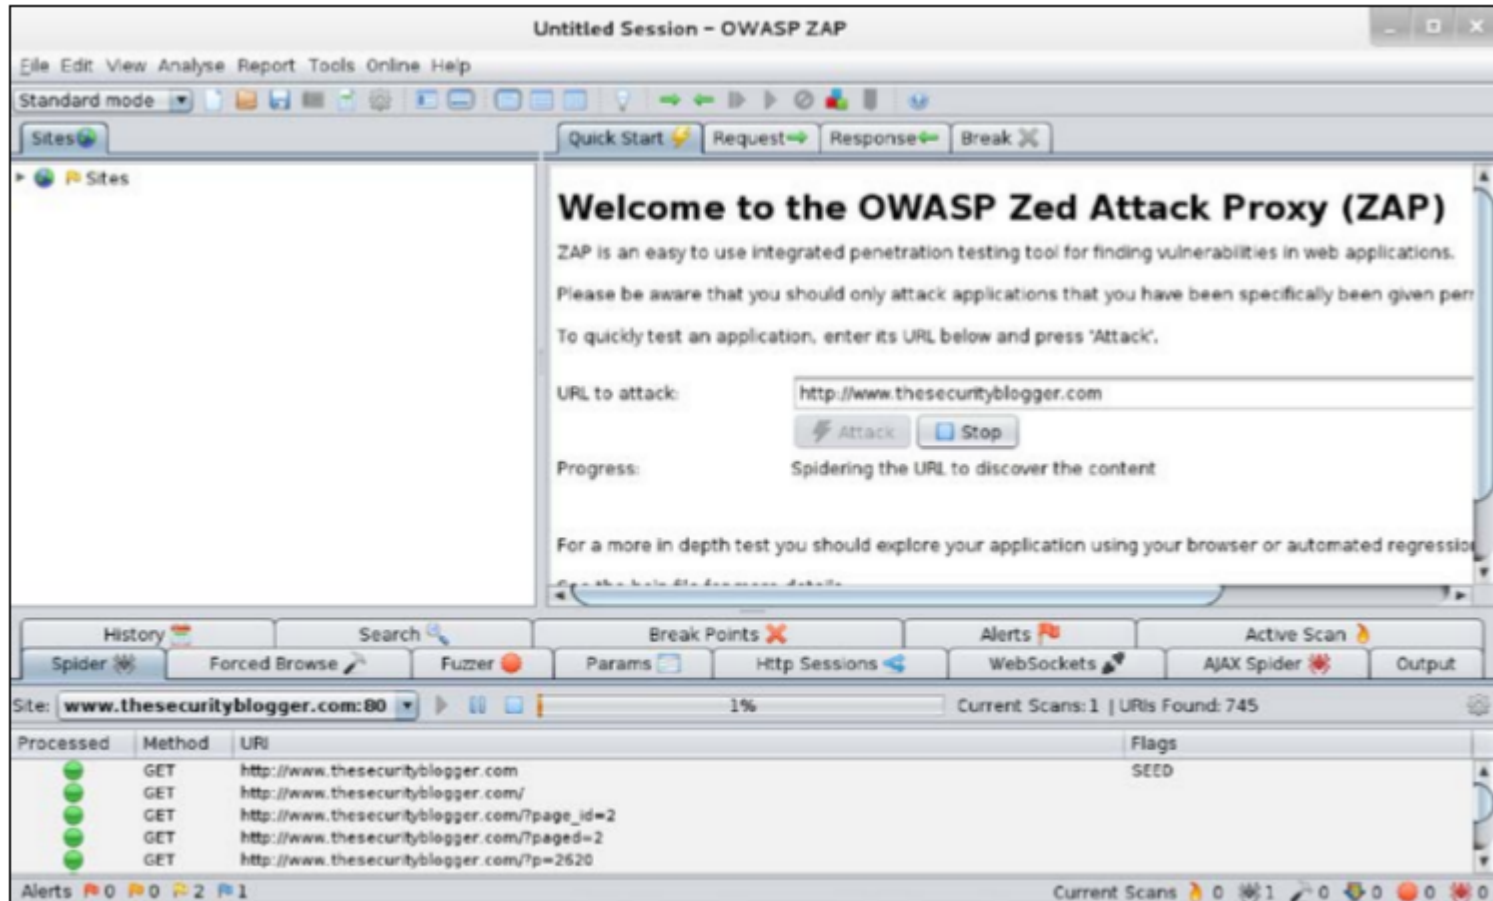 Untitled Session – OWASP ZAP
File Edit View Analyse Report Tools Online Help
Standard mode
Sites
Quick Start Request Response Break
Sites
Welcome to the OWASP Zed Attack Proxy (ZAP)
ZAP is an easy to use integrated penetration testing tool for finding vulnerabilities in web applications.
Please be aware that you should only attack applications that you have been specifically been given perr
To quickly test an application, enter its URL below and press 'Attack'.
URL to attack: http://www.thesecurityblogger.com
Attack Stop
Progress: Spidering the URL to discover the content
For a more in depth test you should explore your application using your browser or automated regressio
See the help file for more details
History Search Break Points Alerts Active Scan
Spider Forced Browse Fuzzer Params Http Sessions WebSockets AJAX Spider Output
Site: www.thesecurityblogger.com:80 1% Current Scans:1 | URIs Found: 745
Processed Method URI Flags
GET http://www.thesecurityblogger.com SEED
GET http://www.thesecurityblogger.com/
GET http://www.thesecurityblogger.com/?page_id=2
GET http://www.thesecurityblogger.com/?paged=2
GET http://www.thesecurityblogger.com/?p=2620
Alerts 0 0 2 1 Current Scans 0 1 0 0 0 0